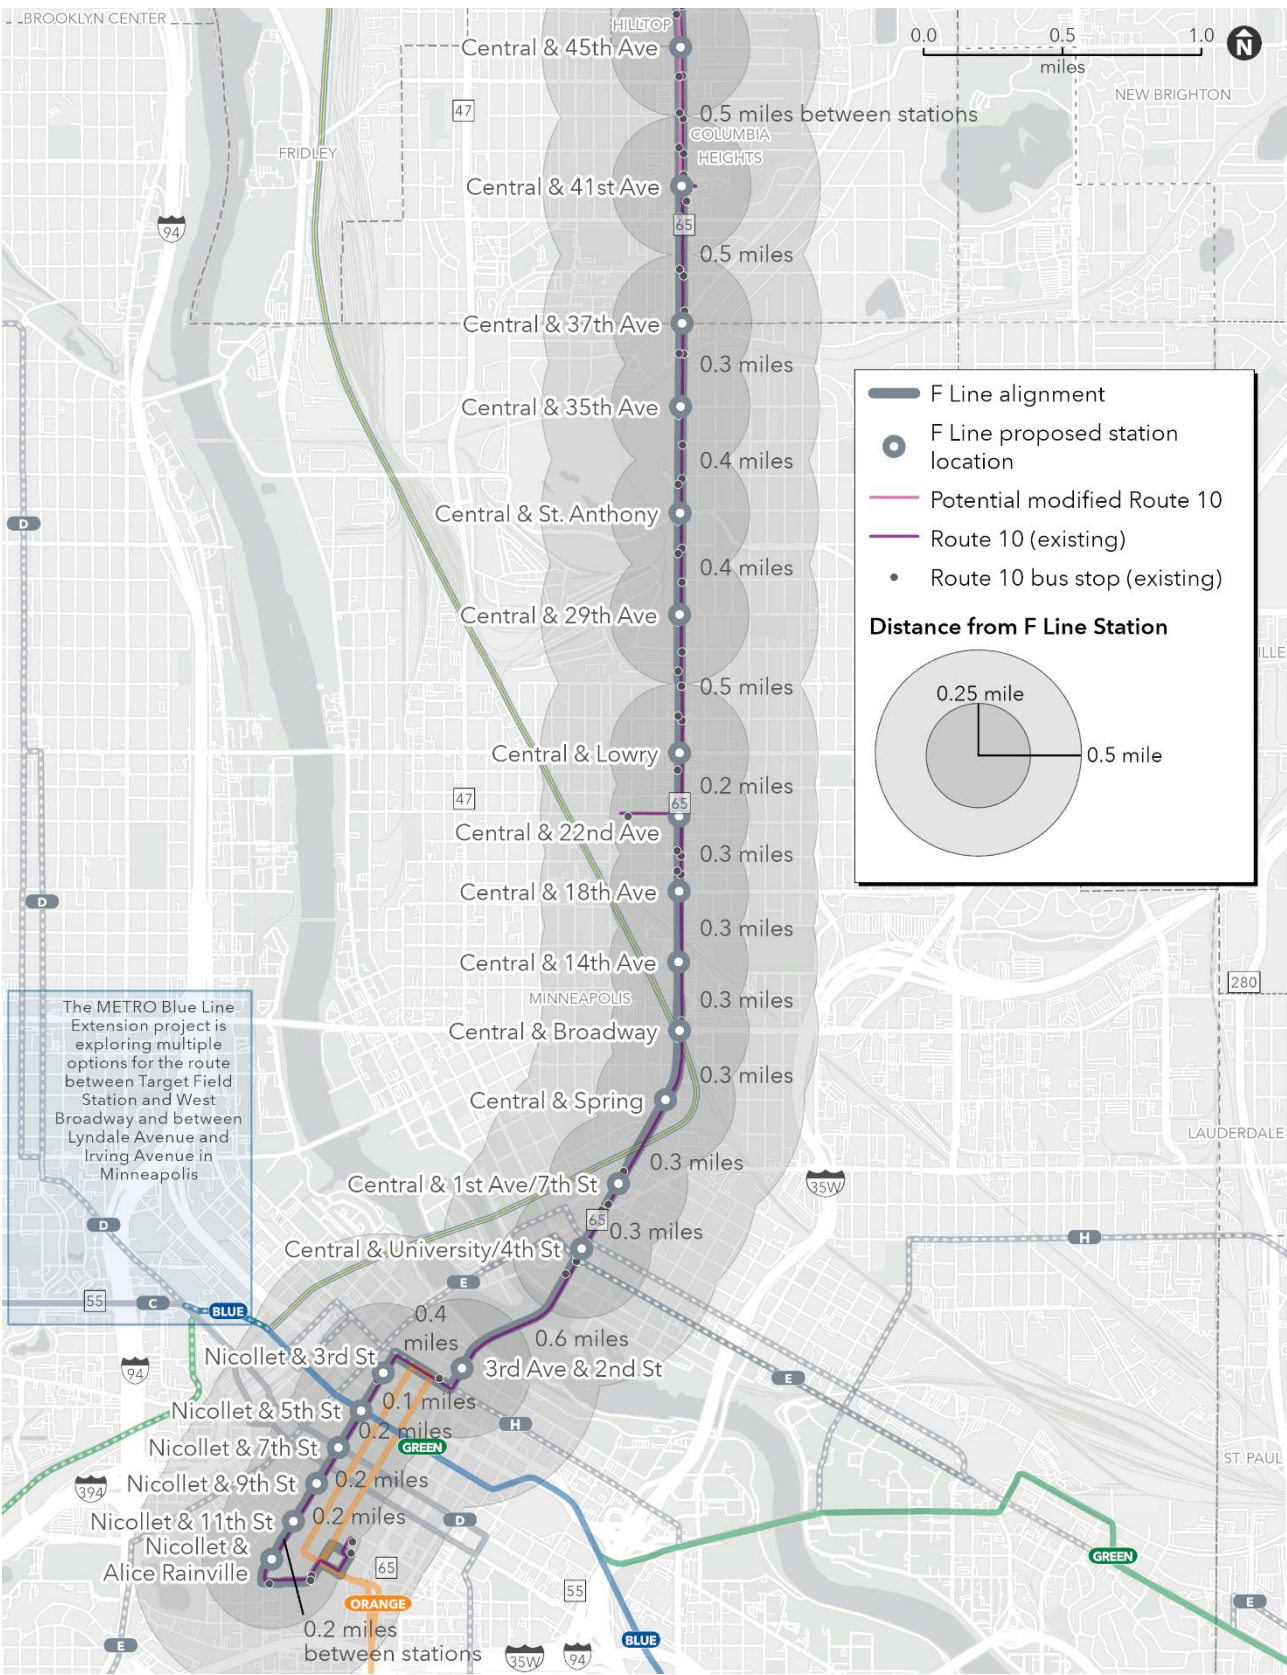 BROOKLYN CENTER
HILLTOP
Central & 45th Ave
0.0 0.5 1.0
miles
N
NEW BRIGHTON
47
0.5 miles between stations
COLUMBIA
HEIGHTS
FRIDLEY
Central & 41st Ave
94
65
0.5 miles
Central & 37th Ave
0.3 miles
Central & 35th Ave
0.4 miles
Central & St. Anthony
0.4 miles
Central & 29th Ave
0.5 miles
Central & Lowry
0.2 miles
47
65
Central & 22nd Ave
0.3 miles
Central & 18th Ave
0.3 miles
Central & 14th Ave
MINNEAPOLIS
0.3 miles
Central & Broadway
0.3 miles
Central & Spring
0.3 miles
Central & 1st Ave/7th St
65
0.3 miles
Central & University/4th St
0.6 miles
0.4
miles
Nicollet & 3rd St
3rd Ave & 2nd St
0.1 miles
Nicollet & 5th St
0.2 miles
Nicollet & 7th St
Nicollet & 9th St
0.2 miles
Nicollet & 11th St
0.2 miles
Nicollet &
Alice Rainville
0.2 miles
between stations
F Line alignment
F Line proposed station
location
Potential modified Route 10
Route 10 (existing)
Route 10 bus stop (existing)
Distance from F Line Station
0.25 mile
0.5 mile
ILLE
280
LAUDERDALE
35W
H
E
ST. PAUL
GREEN
E
D
D
The METRO Blue Line
Extension project is
exploring multiple
options for the route
between Target Field
Station and West
Broadway and between
Lyndale Avenue and
Irving Avenue in
Minneapolis
D
55
C
BLUE
E
94
H
GREEN
394
D
65
ORANGE
55
BLUE
E
35W
94